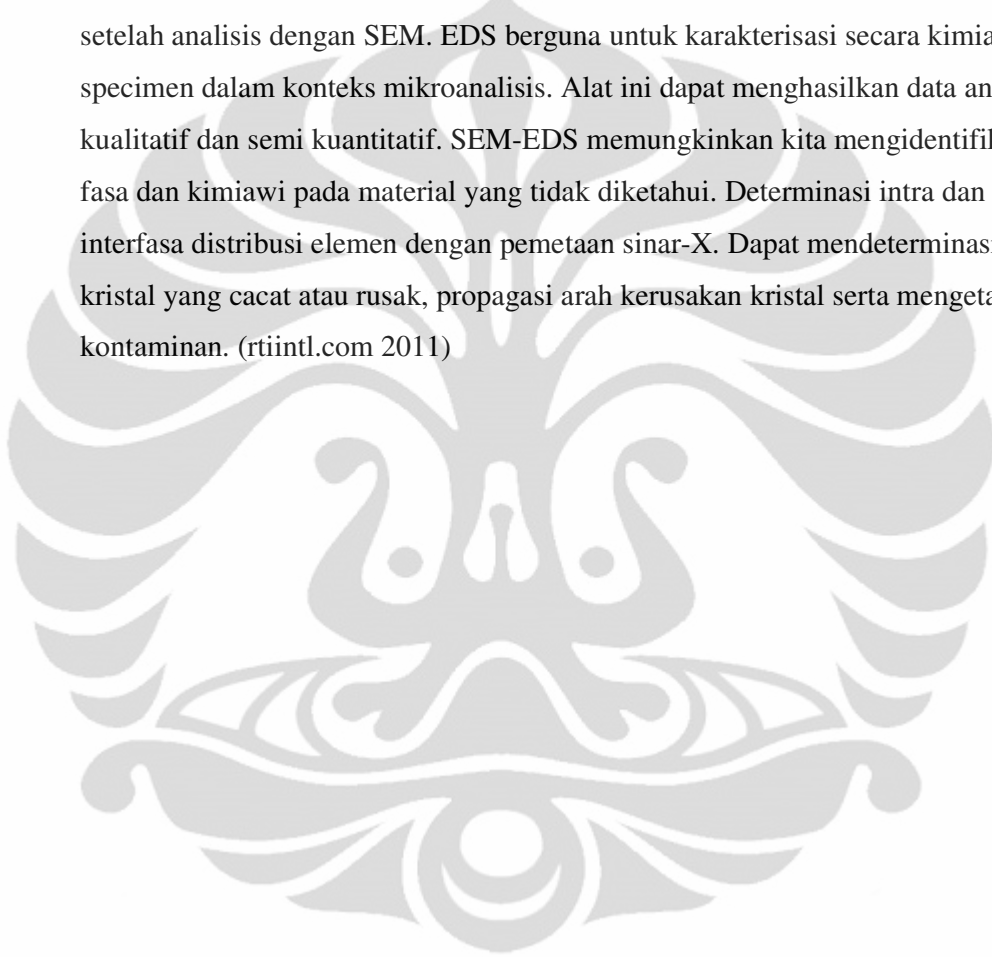 setelah analisis dengan SEM. EDS berguna untuk karakterisasi secara kimia
specimen dalam konteks mikroanalisis. Alat ini dapat menghasilkan data
kualitatif dan semi kuantitatif. SEM-EDS memungkinkan kita
fasa dan kimiawi pada material yang tidak diketahui. Determinasi intra dan
interfasa distribusi elemen dengan pemetaan sinar-X. Dapat mendeterminasi
kristal yang cacat atau rusak, propagasi arah kerusakan kristal serta
kontaminan. (rtiintl.com 2011)